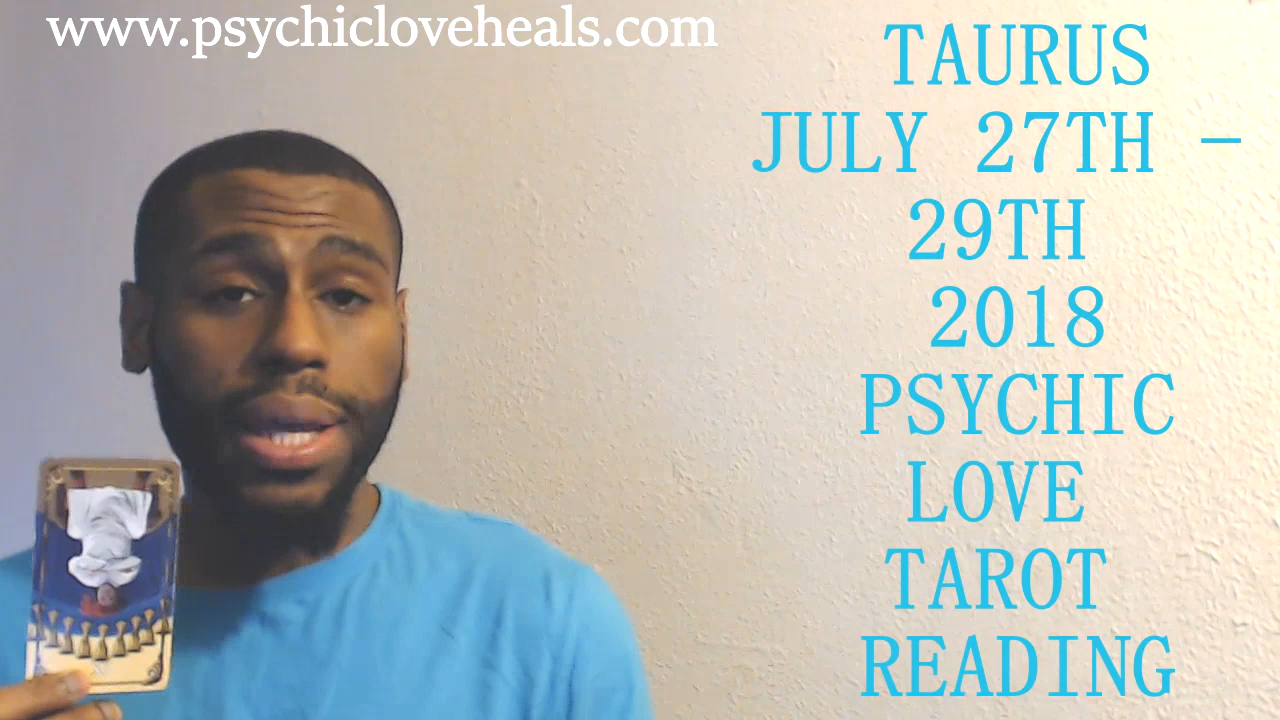 www.psychicloveheals.com
TAURUS
JULY 27TH -
29TH
2018
PSYCHIC
LOVE
TAROT
READING